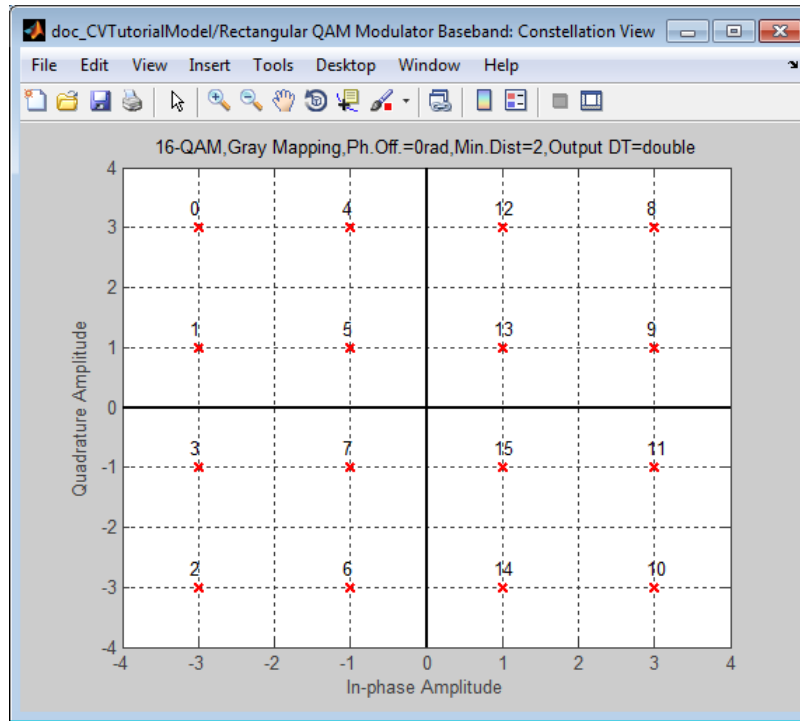 doc_CVTutorialModel/Rectangular QAM Modulator Baseband: Constellation View
File Edit View Insert Tools Desktop Window Help
16-QAM,Gray Mapping,Ph.Off.=0rad,Min.Dist=2,Output DT=double
4
0 4 12 8
3
2
1 5 13 9
1
Quadrature Amplitude
0
3 7 15 11
-1
-2
2 6 14 10
-3
-4
-4 -3 -2 -1 0 1 2 3 4
In-phase Amplitude